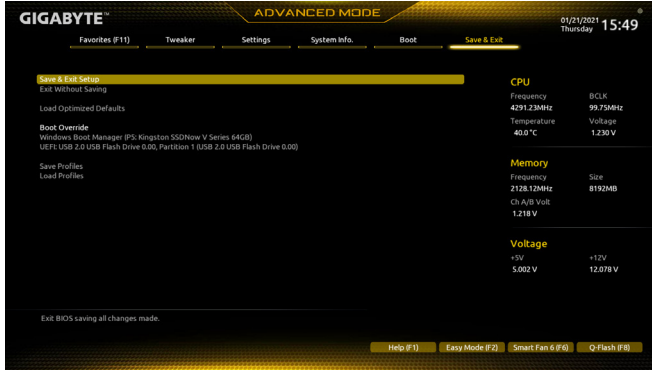 GIGABYTE™
ADVANCED MODE
01/21/2021 Thursday 15:49
Favorites (F11) Tweaker Settings System Info. Boot Save & Exit
Save & Exit Setup
Exit Without Saving
Load Optimized Defaults
Boot Override
Windows Boot Manager (P5: Kingston SSDNow V Series 64GB)
UEFI: USB 2.0 USB Flash Drive 0.00, Partition 1 (USB 2.0 USB Flash Drive 0.00)
Save Profiles
Load Profiles
CPU
Frequency BCLK
4291.23MHz 99.75MHz
Temperature Voltage
40.0 °C 1.230 V
Memory
Frequency Size
2128.12MHz 8192MB
Ch A/B Volt
1.218 V
Voltage
+5V +12V
5.002 V 12.078 V
Exit BIOS saving all changes made.
Help (F1) Easy Mode (F2) Smart Fan 6 (F6) Q-Flash (F8)